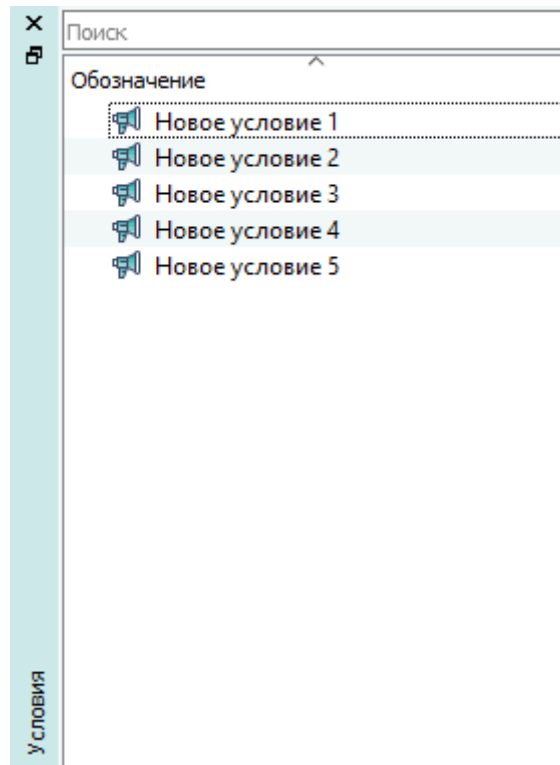 Поиск
Обозначение
Новое условие 1
Новое условие 2
Новое условие 3
Новое условие 4
Новое условие 5
Условия